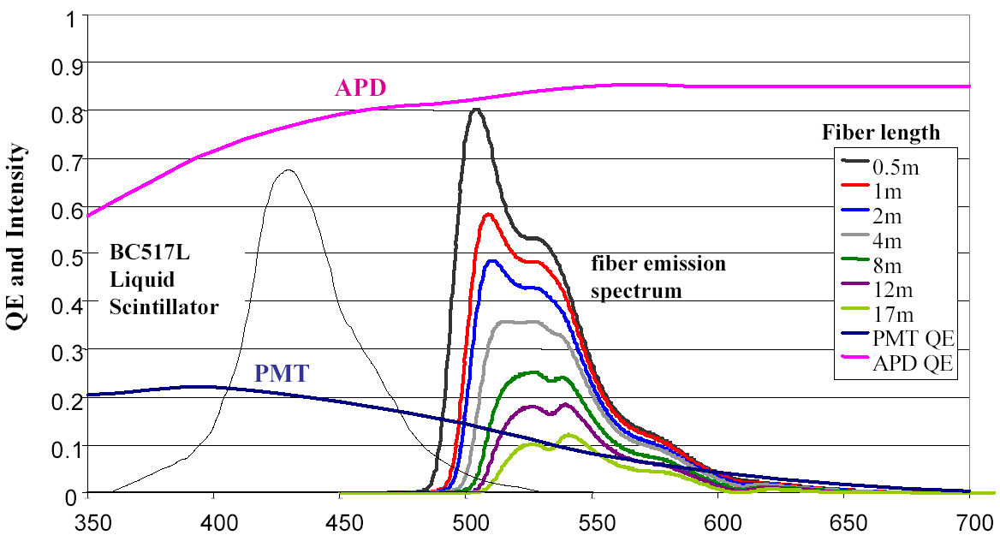 1
0.9
0.8
0.7
0.6
0.5
0.4
0.3
0.2
0.1
0
QE and Intensity
APD
BC517L
Liquid
Scintillator
PMT
fiber emission
spectrum
Fiber length
0.5m
1m
2m
4m
8m
12m
17m
PMT QE
APD QE
350 400 450 500 550 600 650 700